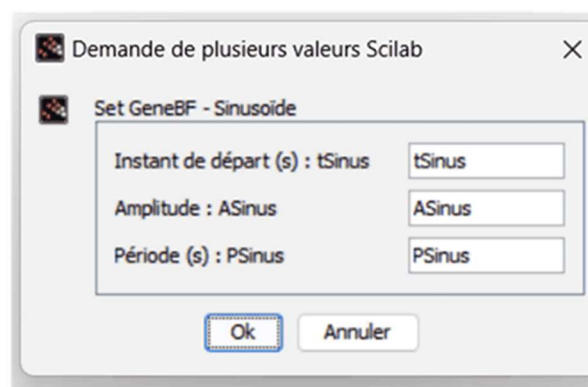 Demande de plusieurs valeurs Scilab
Set GeneBF - Sinusoïde
Instant de départ (s) : tSinus tSinus
Amplitude : ASinus ASinus
Période (s) : PSinus PSinus
Ok Annuler